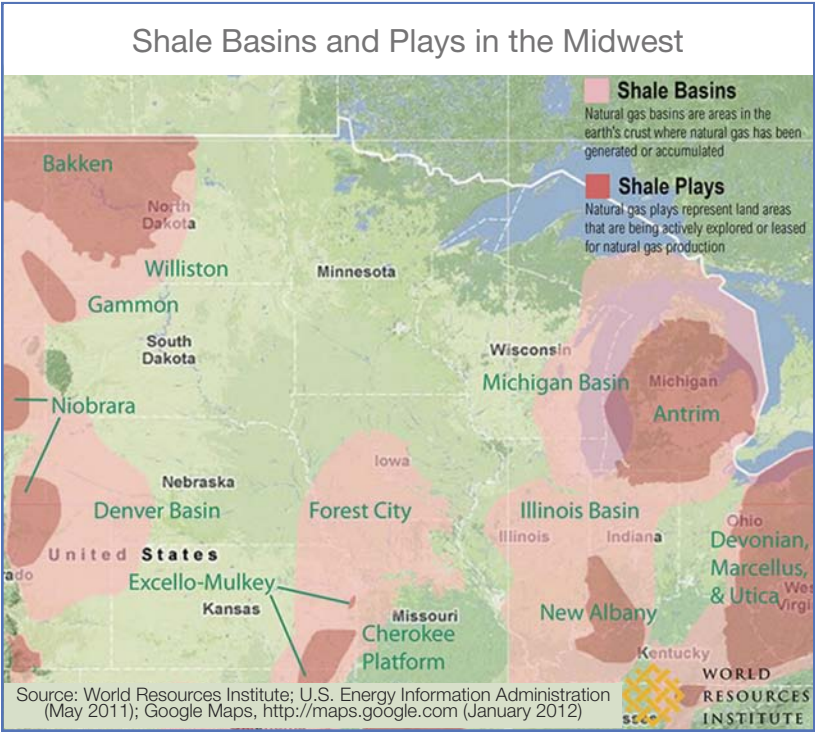 Shale Basins and Plays in the Midwest
Shale Basins
Natural gas basins are areas in the
earth's crust where natural gas has been
generated or accumulated
Shale Plays
Natural gas plays represent land areas
that are being actively explored or leased
for natural gas production
Bakken
North
Dakota
Williston
Minnesota
Gammon
South
Dakota
Wisconsin
Michigan Basin
Michigan
Niobrara
Antrim
Iowa
Nebraska
Denver Basin
Forest City
Illinois Basin
Illinois
Indiana
Ohio
Devonian,
Marcellus,
& Utica
United States
ado
Excello-Mulkey
Wes
Virgi
Kansas
Missouri
New Albany
Cherokee
Platform
Kentucky
Source: World Resources Institute; U.S. Energy Information Administration
(May 2011); Google Maps, http://maps.google.com (January 2012)
WORLD
RESOURCES
INSTITUTE